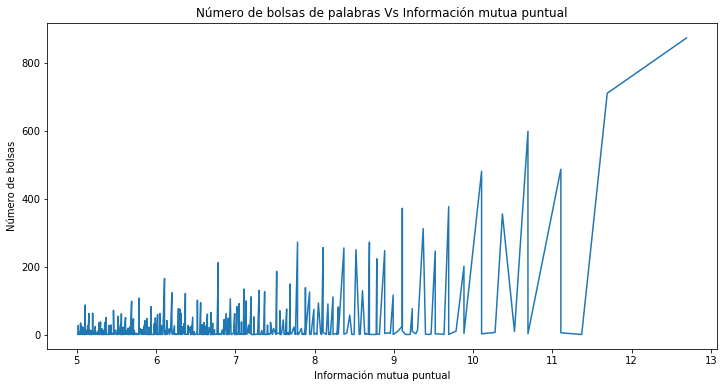 Número de bolsas de palabras Vs Información mutua puntual
Número de bolsas
800
600
400
200
0
5 6 7 8 9 10 11 12 13
Información mutua puntual